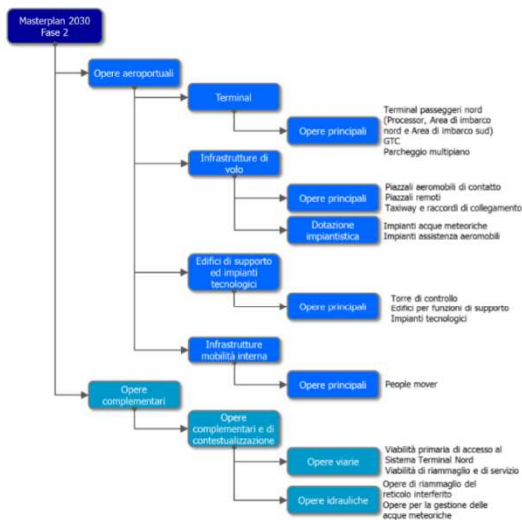 Masterplan 2030
Fase 2
Opere aeroportuali
Terminal
Opere principali
Terminal passeggeri nord
(Processor, Area di imbarco
nord e Area di imbarco sud)
GTC
Parcheggio multipiano
Infrastrutture di
volo
Opere principali
Piazzali aeromobili di contatto
Piazzali remoti
Taxiway e raccordi di collegamento
Dotazione
impiantistica
Impianti acque meteoriche
Impianti assistenza aeromobili
Edifici di supporto
ed impianti
tecnologici
Opere principali
Torre di controllo
Edifici per funzioni di supporto
Impianti tecnologici
Infrastrutture
mobilità interna
Opere principali
People mover
Opere
complementari
Opere
complementari e di
contestualizzazione
Opere viarie
Viabilità primaria di accesso al
Sistema Terminal Nord
Viabilità di riammaglio e di servizio
Opere idrauliche
Opere di riammaglio del
reticolo interferito
Opere per la gestione delle
acque meteoriche